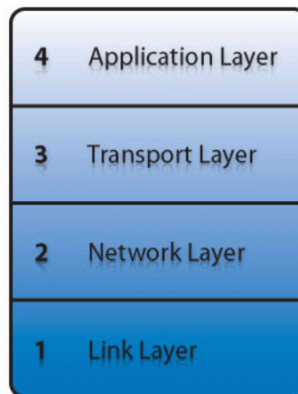 4 Application Layer
3 Transport Layer
2 Network Layer
1 Link Layer